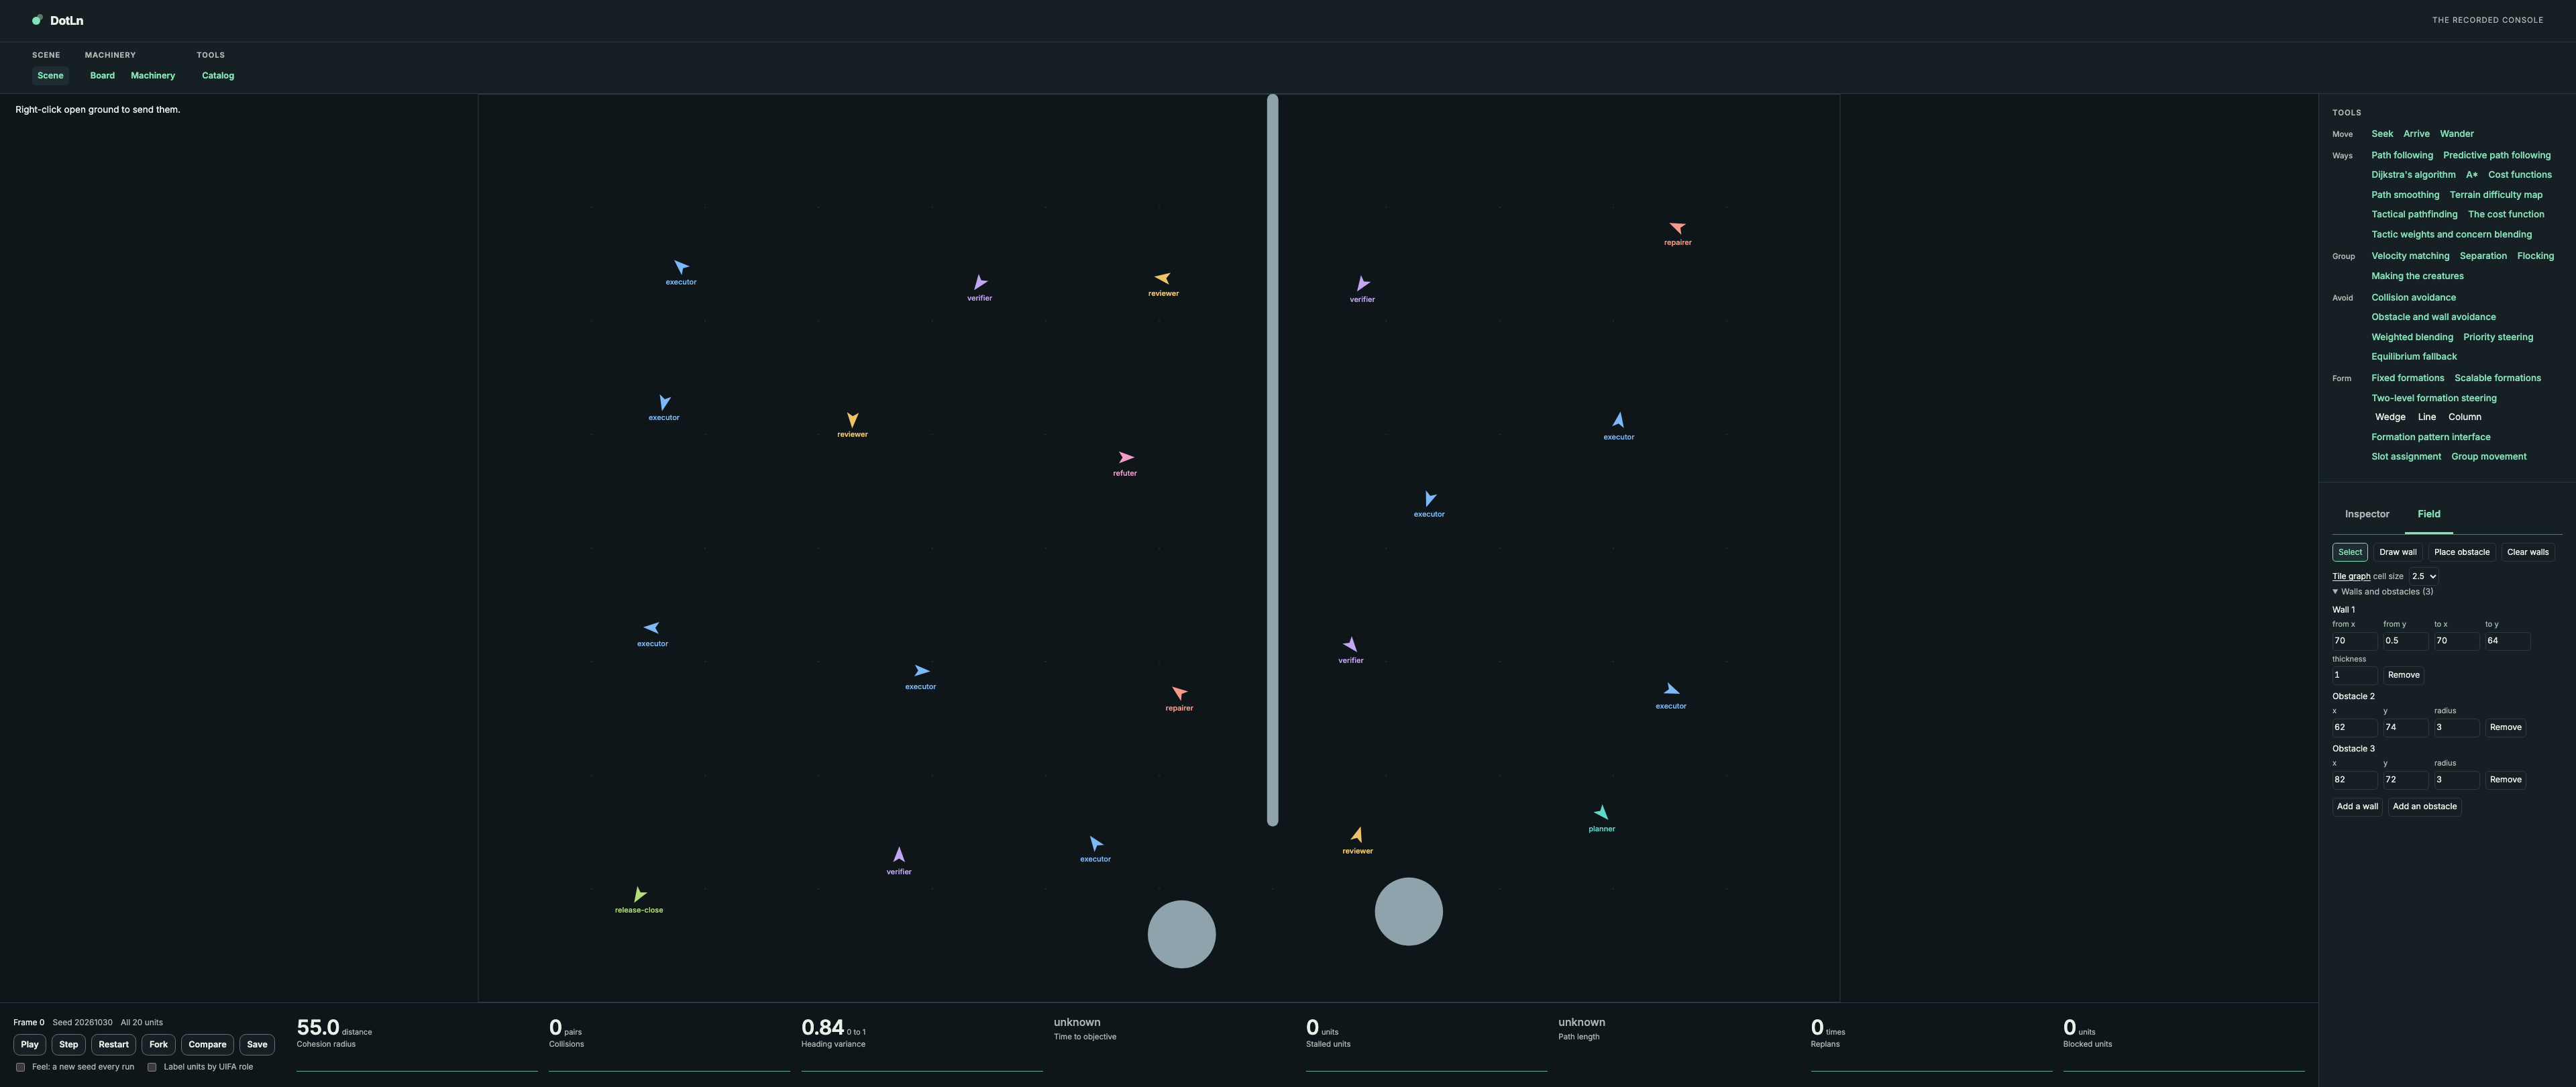 DotLn
THE RECORDED CONSOLE
SCENE MACHINERY TOOLS
Scene Board Machinery Catalog
Right-click open ground to send them.
repairer
executor
verifier
reviewer
verifier
executor
reviewer
executor
refuter
executor
executor
verifier
executor
repairer
executor
planner
reviewer
executor
verifier
release-close
TOOLS
Move Seek Arrive Wander
Ways Path following Predictive path following
Dijkstra's algorithm A* Cost functions
Path smoothing Terrain difficulty map
Tactical pathfinding The cost function
Tactic weights and concern blending
Group Velocity matching Separation Flocking
Making the creatures
Avoid Collision avoidance
Obstacle and wall avoidance
Weighted blending Priority steering
Equilibrium fallback
Form Fixed formations Scalable formations
Two-level formation steering
Wedge Line Column
Formation pattern interface
Slot assignment Group movement
Inspector Field
Select Draw wall Place obstacle Clear walls
Tile graph cell size 2.5
▼ Walls and obstacles (3)
Wall 1
from x from y to x to y
70 0.5 70 64
thickness
1 Remove
Obstacle 2
x y radius
62 74 3 Remove
Obstacle 3
x y radius
82 72 3 Remove
Add a wall Add an obstacle
Frame 0 Seed 20261030 All 20 units
Play Step Restart Fork Compare Save
Feel: a new seed every run Label units by UIFA role
55.0 distance
Cohesion radius
0 pairs
Collisions
0.84 0 to 1
Heading variance
unknown
Time to objective
0 units
Stalled units
unknown
Path length
0 times
Replans
0 units
Blocked units